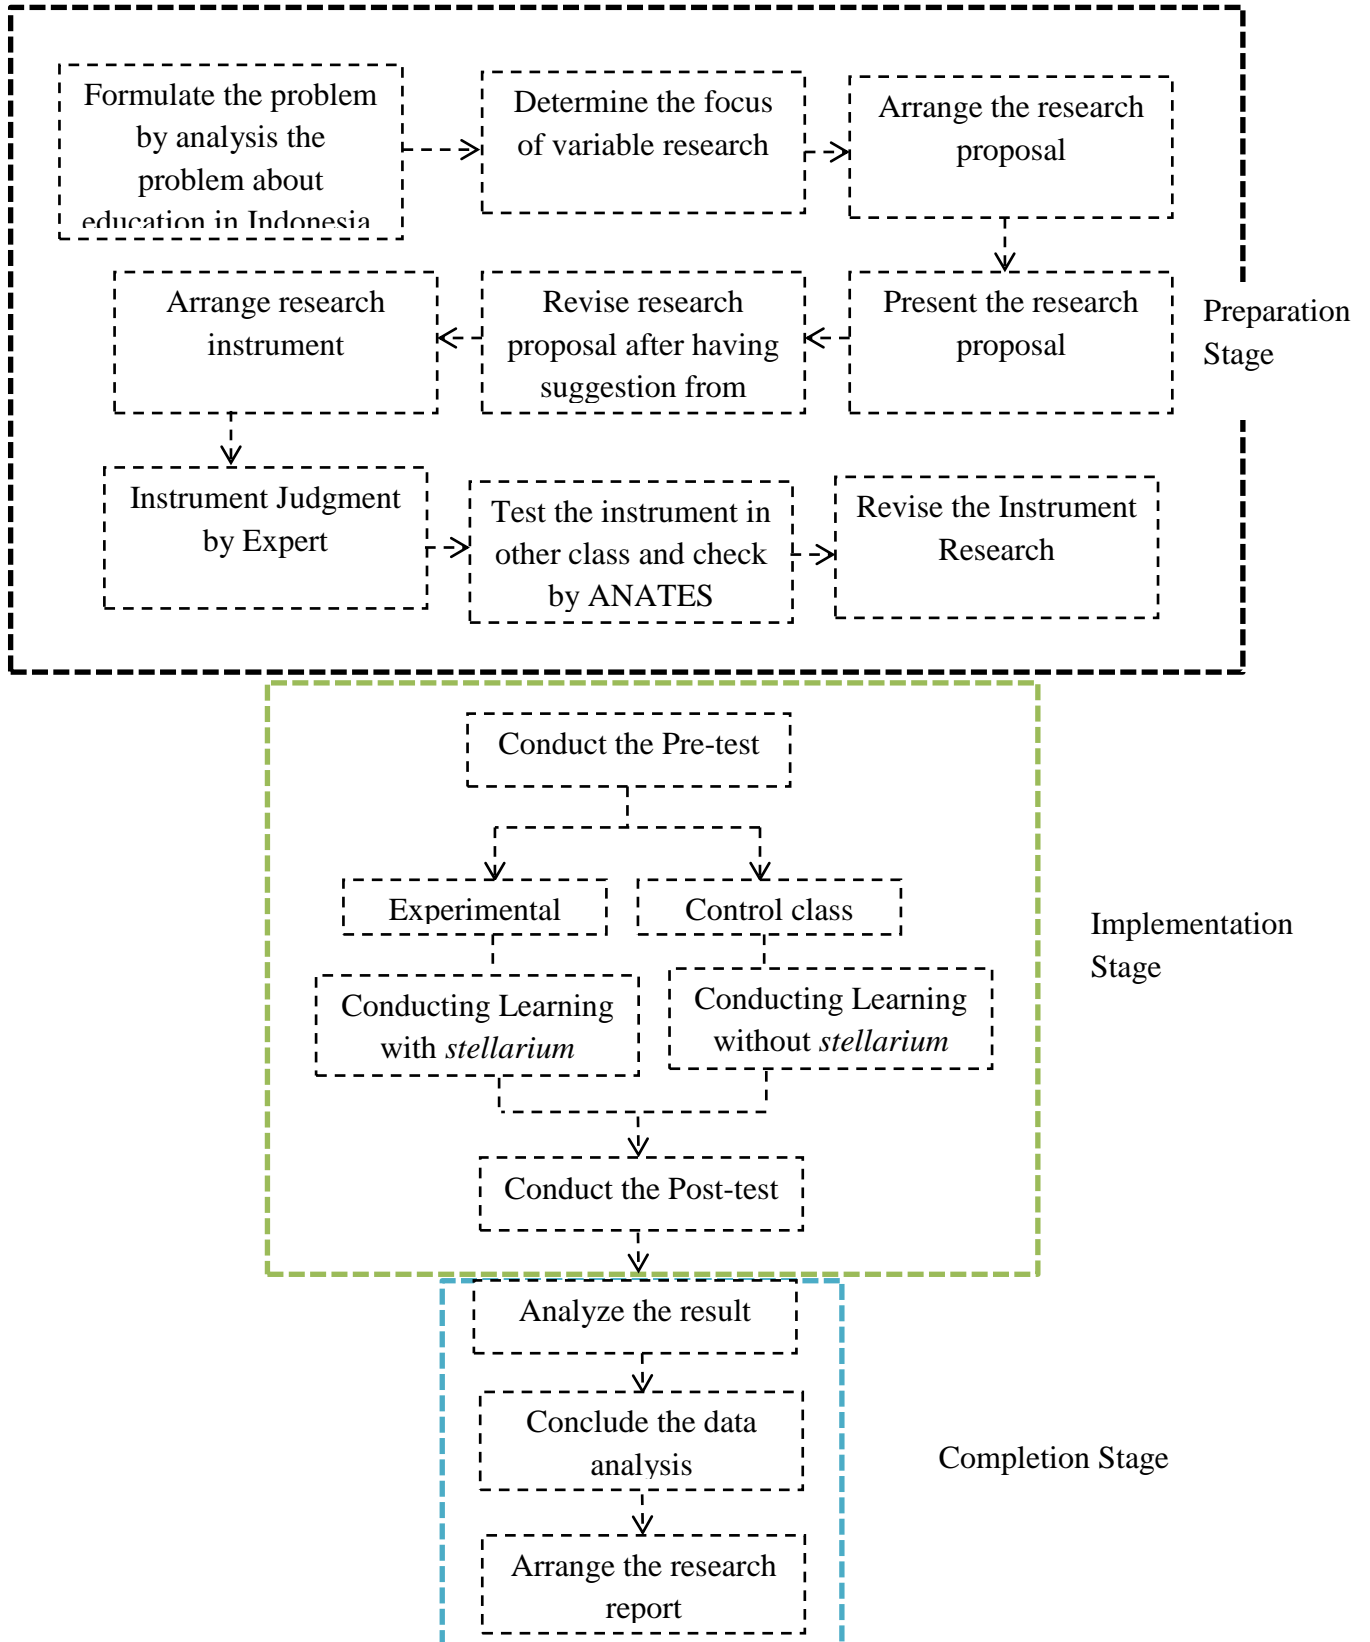 Formulate the problem
by analysis the
problem about
education in Indonesia
Determine the focus
of variable research
Arrange the research
proposal
Arrange research
instrument
Revise research
proposal after having
suggestion from
Present the research
proposal
Preparation
Stage
Instrument Judgment
by Expert
Test the instrument in
other class and check
by ANATES
Revise the Instrument
Research
Conduct the Pre-test
Experimental
Control class
Implementation
Stage
Conducting Learning
with stellarium
Conducting Learning
without stellarium
Conduct the Post-test
Analyze the result
Conclude the data
analysis
Completion Stage
Arrange the research
report